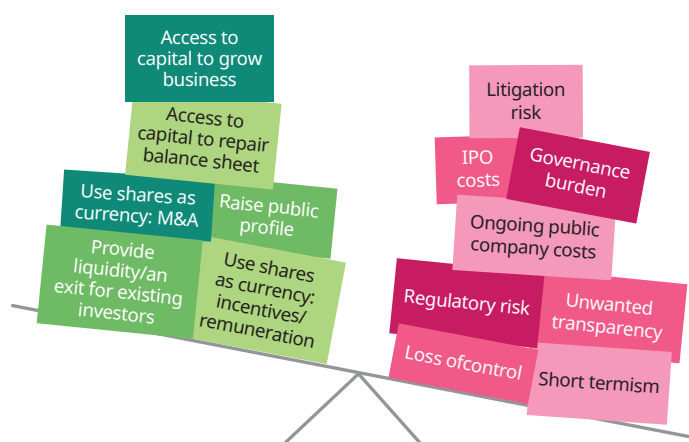 Access to
capital to grow
business
Access to
capital to repair
balance sheet
Use shares as
currency: M&A
Raise public
profile
Provide
liquidity/an
exit for existing
investors
Use shares
as currency:
incentives/
remuneration
Litigation
risk
IPO
costs
Governance
burden
Ongoing public
company costs
Regulatory risk
Unwanted
transparency
Loss ofcontrol
Short termism